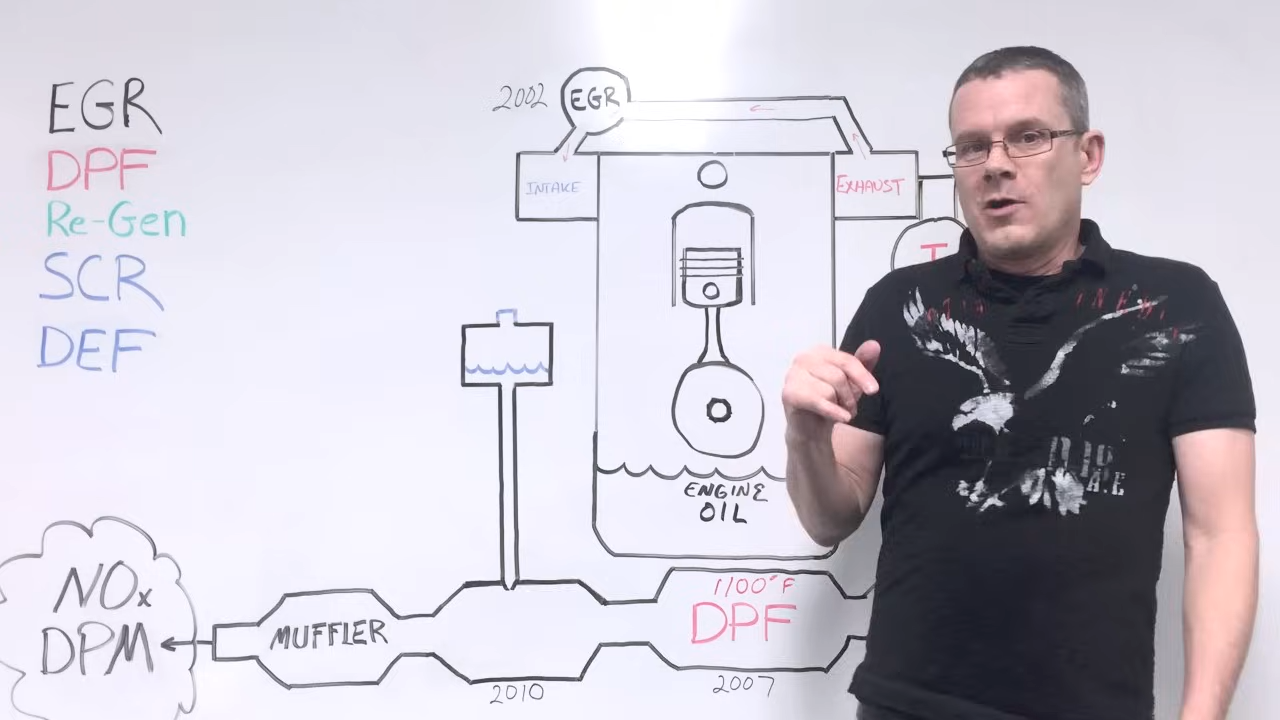 EGR
DPF
Re-Gen
SCR
DEF
2002
EGR
INTAKE
EXHAUST
T
ENGINE
OIL
1100°F
DPF
2007
2010
MUFFLER
NOx
DPM